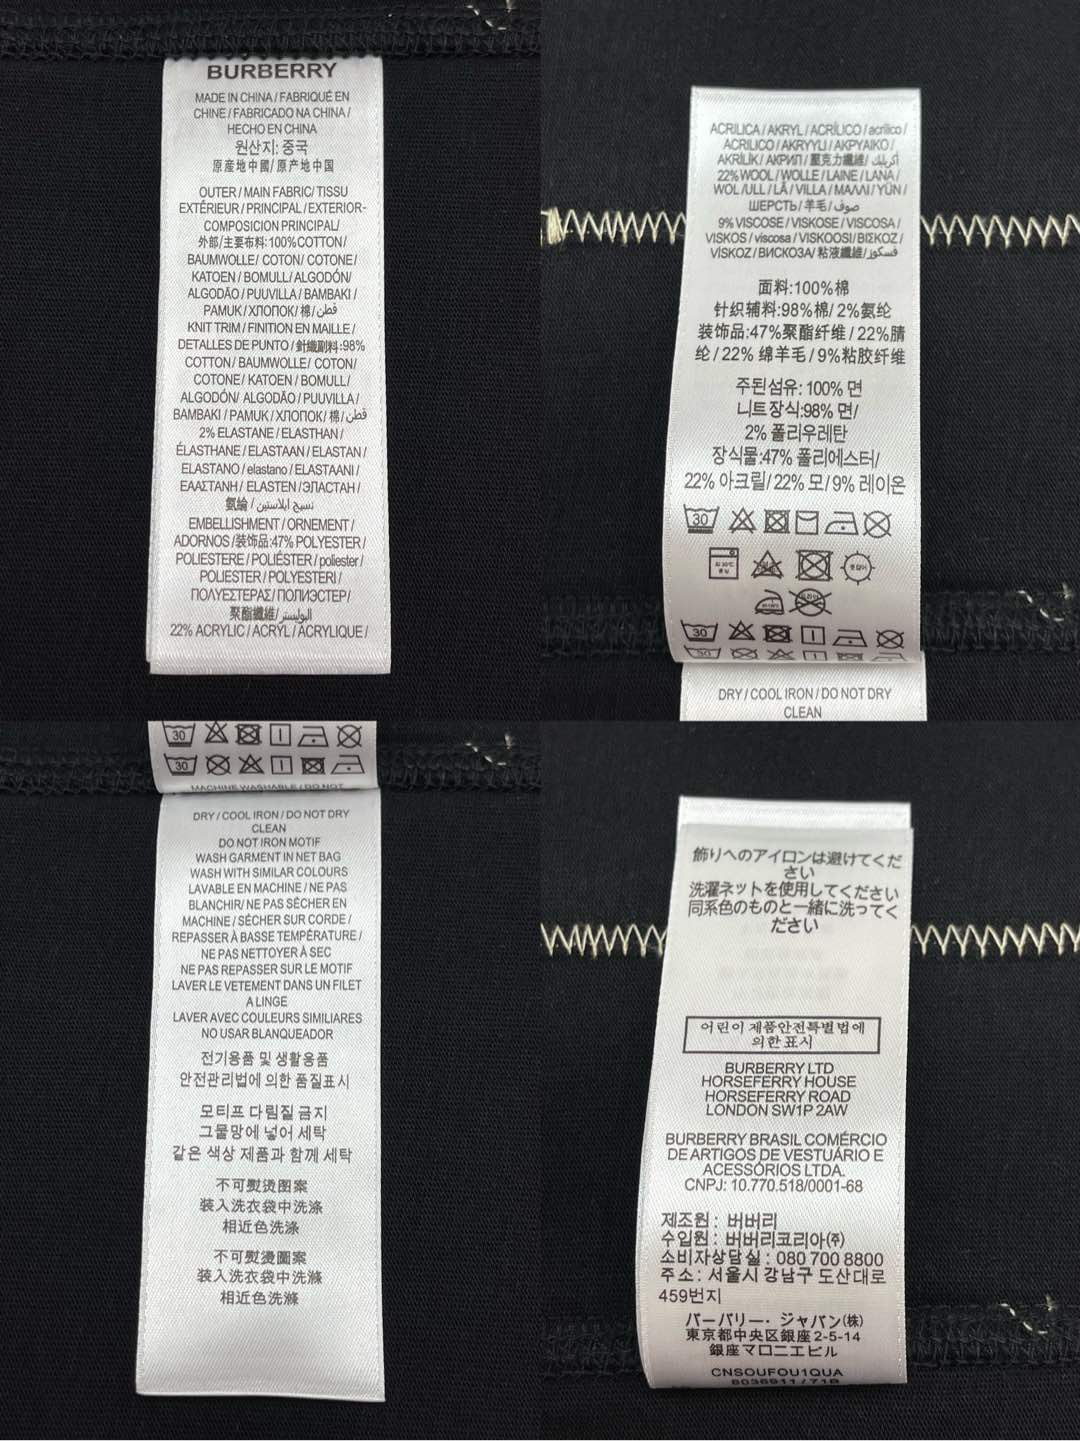 BURBERRY
MADE IN CHINA / FABRIQUÉ EN
CHINE / FABRICADO NA CHINA /
HECHO EN CHINA
원산지: 중국
原産地中國/ 原产地中国
OUTER / MAIN FABRIC/ TISSU
EXTÉRIEUR / PRINCIPAL / EXTERIOR-
COMPOSICION PRINCIPAL/
外部/主要布料: 100%COTTON /
BAUMWOLLE/ COTON/ COTONE /
KATOEN / BOMULL/ ALGODÓN/
ALGODÃO / PUUVILLA / BAMBAKI /
PAMUK / ХЛОПОК/ 棉/ قطن
KNIT TRIM / FINITION EN MAILLE /
DETALLES DE PUNTO / 針織副料 :98%
COTTON / BAUMWOLLE/ COTON/
COTONE / KATOEN / BOMULL/
ALGODÓN/ ALGODÃO / PUUVILLA /
BAMBAKI / PAMUK / ХЛОПОК/ 棉/ قطن
2% ELASTANE / ELASTHAN /
ÉLASTHANE / ELASTAAN / ELASTAN /
ELASTANO / elastano / ELASTAANI /
ΕΛΑΣΤΑΝΗ / ELASTEN / ЭЛАСТАН /
氨綸 / نسيج ايلاستين
EMBELLISHMENT / ORNEMENT /
ADORNOS /装饰品: 47% POLYESTER /
POLIESTERE / POLIÉSTER / poliester /
POLIESTER / POLYESTERI /
ΠΟΛΥΕΣΤΕΡΑΣ/ ПОЛИЭСТЕР /
聚酯纖維/ البوليستر
22% ACRYLIC / ACRYL / ACRYLIQUE /
ACRILICA / AKRYL / ACRÍLICO / acrílico /
ACRILICO / AKRYYLI / ΑΚΡΥΛΙΚΟ /
AKRİLİK / АКРИЛ / 壓克力纖維/ أكريليك
22% WOOL / WOLLE / LAINE / LANA /
WOL /ULL / LÃ / VILLA / ΜΑΛΛΙ / YÜN /
ШЕРСТЬ / 羊毛 / صوف
9% VISCOSE / VISKOSE / VISCOSA /
VISKOS / viscosa / VISKOOSI / ΒΙΣΚΟΖ /
VİSKOZ / ВИСКОЗА/ 粘液纖維/ فسكوز
面料:100%棉
针织辅料:98%棉/ 2%氨纶
装饰品:47%聚酯纤维 / 22%腈
纶/ 22% 绵羊毛 / 9%粘胶纤维
주된섬유: 100% 면
니트장식:98% 면/
2% 폴리우레탄
장식물:47% 폴리에스터/
22% 아크릴/ 22% 모/ 9% 레이온
30
30
DRY / COOL IRON / DO NOT DRY
CLEAN
30
30
MACHINE WASHABLE / DO NOT
DRY / COOL IRON / DO NOT DRY
CLEAN
DO NOT IRON MOTIF
WASH GARMENT IN NET BAG
WASH WITH SIMILAR COLOURS
LAVABLE EN MACHINE / NE PAS
BLANCHIR/ NE PAS SÉCHER EN
MACHINE / SÉCHER SUR CORDE /
REPASSER À BASSE TEMPÉRATURE /
NE PAS NETTOYER À SEC
NE PAS REPASSER SUR LE MOTIF
LAVER LE VETEMENT DANS UN FILET
A LINGE
LAVER AVEC COULEURS SIMILIARES
NO USAR BLANQUEADOR
전기용품 및 생활용품
안전관리법에 의한 품질표시
모티프 다림질 금지
그물망에 넣어 세탁
같은 색상 제품과 함께 세탁
不可熨烫图案
装入洗衣袋中洗涤
相近色洗涤
不可熨燙圖案
裝入洗衣袋中洗滌
相近色洗滌
飾りへのアイロンは避けてくだ
さい
洗濯ネットを使用してください
同系色のものと一緒に洗ってく
ださい
어린이 제품안전특별법에
의한표시
BURBERRY LTD
HORSEFERRY HOUSE
HORSEFERRY ROAD
LONDON SW1P 2AW
BURBERRY BRASIL COMÉRCIO
DE ARTIGOS DE VESTUÁRIO E
ACESSÓRIOS LTDA.
CNPJ: 10.770.518/0001-68
제조원 : 버버리
수입원 : 버버리코리아(주)
소비자상담실 : 080 700 8800
주소 : 서울시 강남구 도산대로
459번지
バーバリー・ジャパン(株)
東京都中央区銀座2-5-14
銀座マロニエビル
CNSOUFOU1QUA
8036911 / 71B